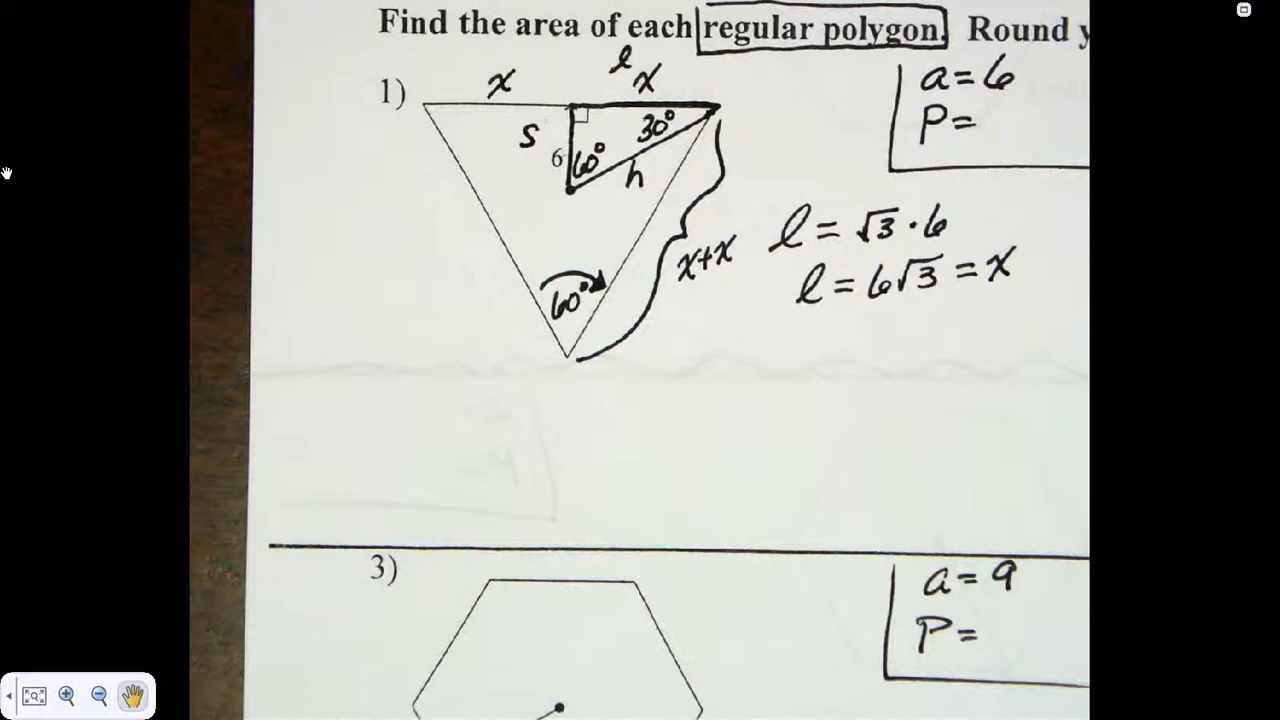 Find the area of each regular polygon. Round
1)
x
l
x
a = 6
P =
s
30°
6
60°
h
x+x
l = √3 · 6
l = 6√3 = x
60°
3)
a = 9
P =